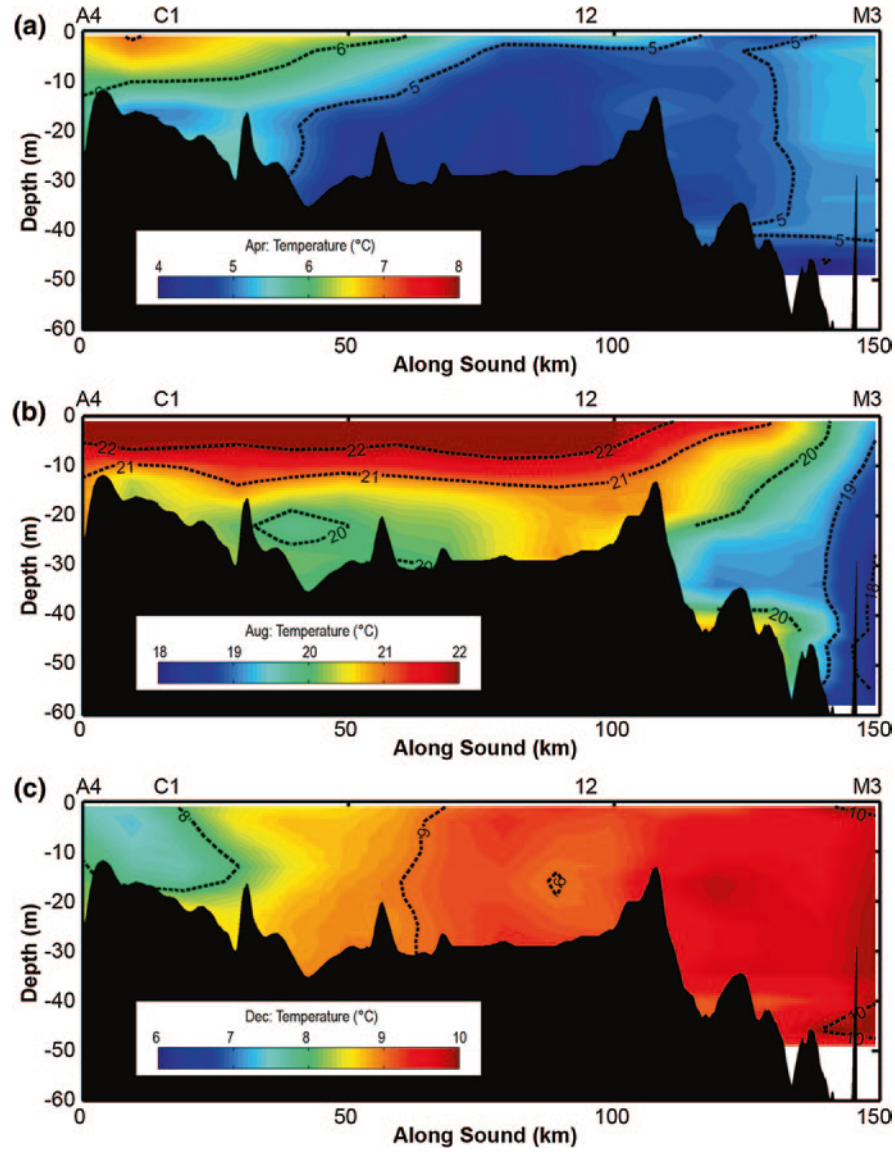 (a)
A4 C1 12 M3
0
-10
-20
-30
-40
-50
-60
Depth (m)
6
6
5
5
5
5
5
Apr: Temperature (°C)
4 5 6 7 8
0 50 100 150
Along Sound (km)
(b)
A4 C1 12 M3
0
-10
-20
-30
-40
-50
-60
Depth (m)
22
22
21
21
21
20
20
20
20
19
18
Aug: Temperature (°C)
18 19 20 21 22
0 50 100 150
Along Sound (km)
(c)
A4 C1 12 M3
0
-10
-20
-30
-40
-50
-60
Depth (m)
8
9
9
10
10
10
Dec: Temperature (°C)
6 7 8 9 10
0 50 100 150
Along Sound (km)